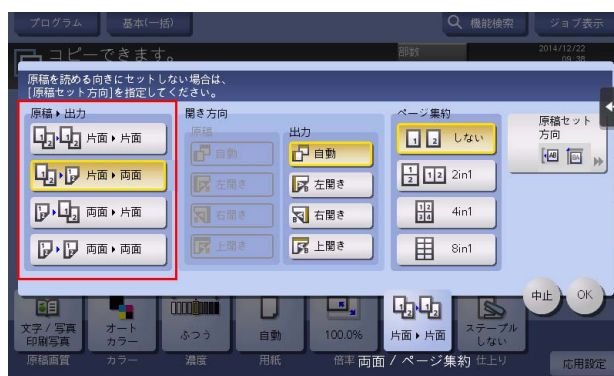 プログラム
基本(一括)
機能検索
ジョブ表示
コピーできます。
部数
2014/12/22
09:38
原稿を読める向きにセットしない場合は、
[原稿セット方向]を指定してください。
原稿▶出力
片面▶片面
片面▶両面
両面▶片面
両面▶両面
開き方向
原稿
自動
左開き
右開き
上開き
出力
自動
左開き
右開き
上開き
ページ集約
しない
2in1
4in1
8in1
原稿セット
方向
中止
OK
文字/写真
印刷写真
原稿画質
オート
カラー
カラー
ふつう
濃度
自動
用紙
100.0%
倍率
片面▶片面
両面/ページ集約
ステープル
しない
仕上り
応用設定